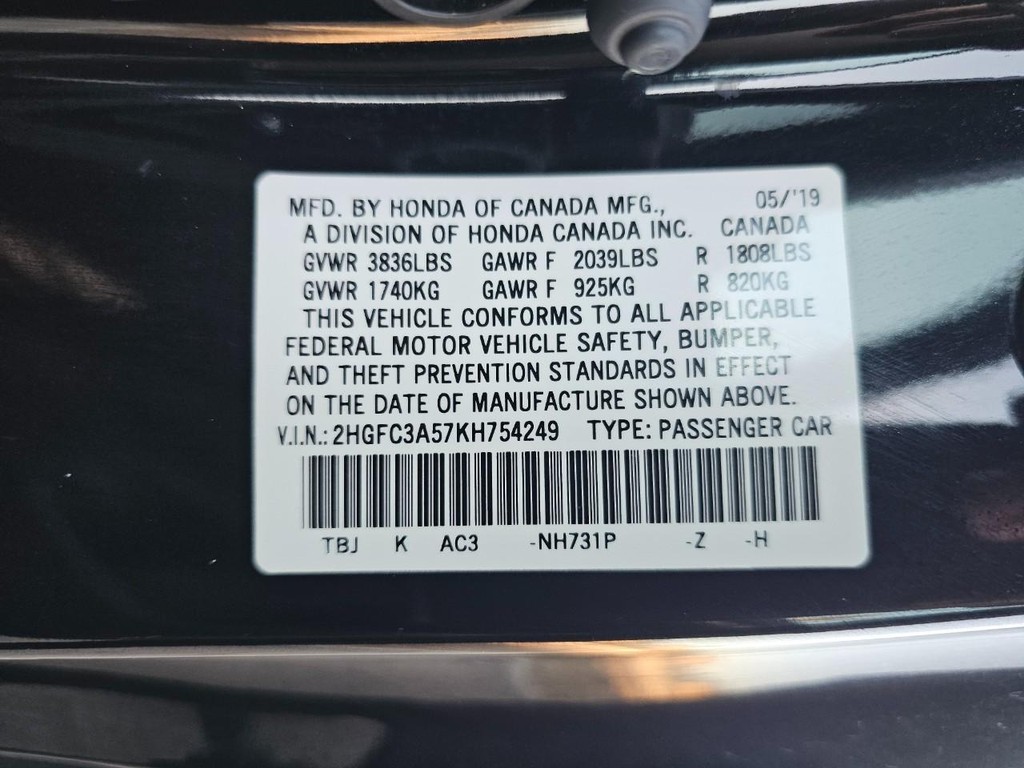 MFD. BY HONDA OF CANADA MFG., 05/'19
A DIVISION OF HONDA CANADA INC. CANADA
GVWR 3836LBS GAWR F 2039LBS R 1808LBS
GVWR 1740KG GAWR F 925KG R 820KG
THIS VEHICLE CONFORMS TO ALL APPLICABLE
FEDERAL MOTOR VEHICLE SAFETY, BUMPER,
AND THEFT PREVENTION STANDARDS IN EFFECT
ON THE DATE OF MANUFACTURE SHOWN ABOVE.
V.I.N.: 2HGFC3A57KH754249 TYPE: PASSENGER CAR
TBJ K AC3 -NH731P -Z -H